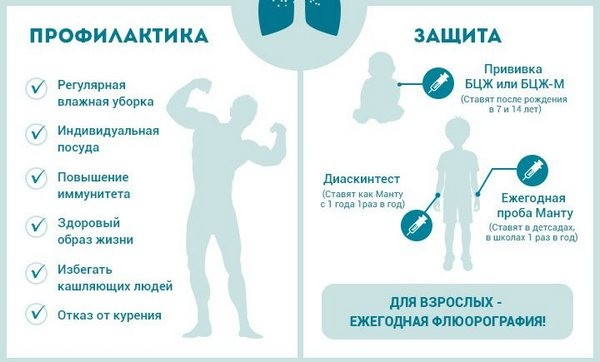 ПРОФИЛАКТИКА
Регулярная
влажная уборка
Индивидуальная
посуда
Повышение
иммунитета
Здоровый
образ жизни
Избегать
кашляющих людей
Отказ от курения
ЗАЩИТА
Прививка
БЦЖ или БЦЖ-М
(Ставят после рождения
в 7 и 14 лет)
Диаскинтест
(Ставят как Манту
с 1 года 1раз в год)
Ежегодная
проба Манту
(Ставят в детсадах,
в школах 1 раз в год)
ДЛЯ ВЗРОСЛЫХ -
ЕЖЕГОДНАЯ ФЛЮОРОГРАФИЯ!